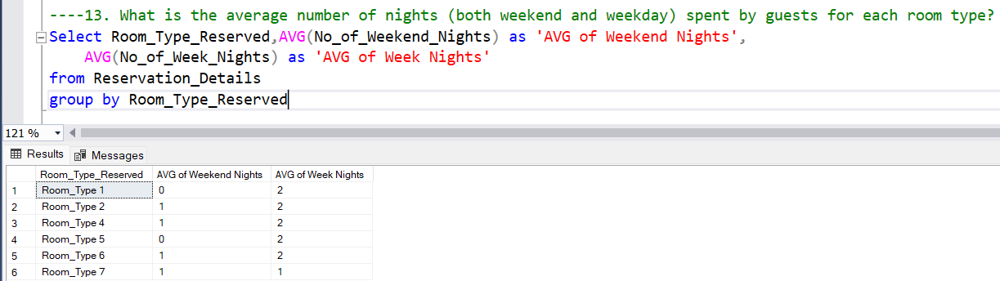 ----13. What is the average number of nights (both weekend and weekday) spent by guests for each room type?
Select Room_Type_Reserved,AVG(No_of_Weekend_Nights) as 'AVG of Weekend Nights',
AVG(No_of_Week_Nights) as 'AVG of Week Nights'
from Reservation_Details
group by Room_Type_Reserved
121 %
Results Messages
Room_Type_Reserved AVG of Weekend Nights AVG of Week Nights
1 Room_Type 1 0 2
2 Room_Type 2 1 2
3 Room_Type 4 1 2
4 Room_Type 5 0 2
5 Room_Type 6 1 2
6 Room_Type 7 1 1